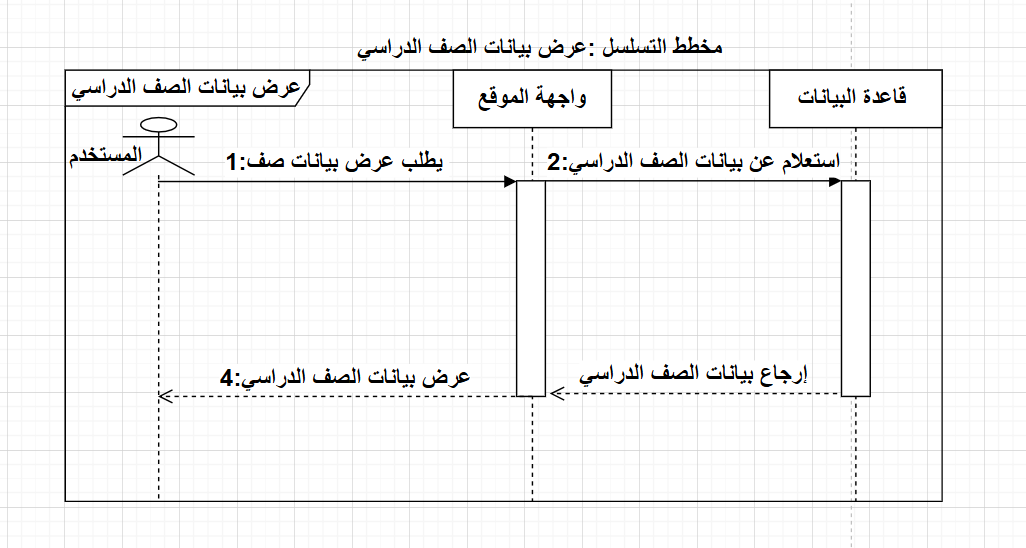 مخطط التسلسل :عرض بيانات الصف الدراسي
عرض بيانات الصف الدراسي
واجهة الموقع
قاعدة البيانات
المستخدم
1:يطلب عرض بيانات صف
2:استعلام عن بيانات الصف الدراسي
إرجاع بيانات الصف الدراسي
4:عرض بيانات الصف الدراسي